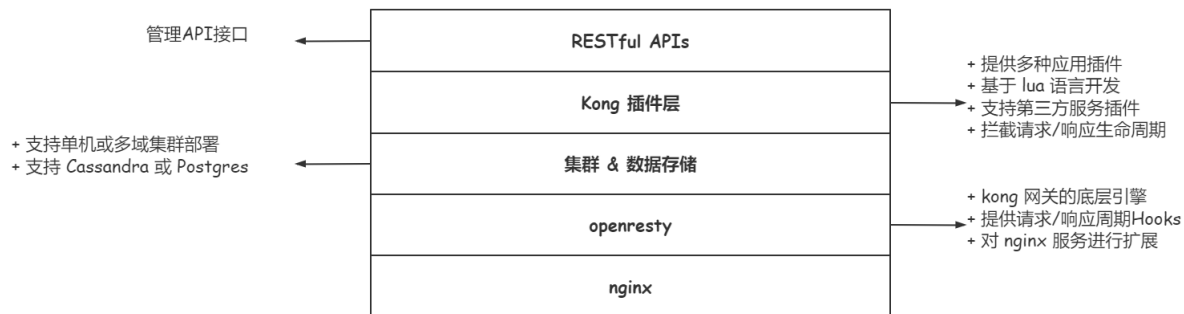 管理API接口
RESTful APIs
Kong 插件层
+ 提供多种应用插件
+ 基于 lua 语言开发
+ 支持第三方服务插件
+ 拦截请求/响应生命周期
+ 支持单机或多域集群部署
+ 支持 Cassandra 或 Postgres
集群 & 数据存储
openresty
+ kong 网关的底层引擎
+ 提供请求/响应周期Hooks
+ 对 nginx 服务进行扩展
nginx